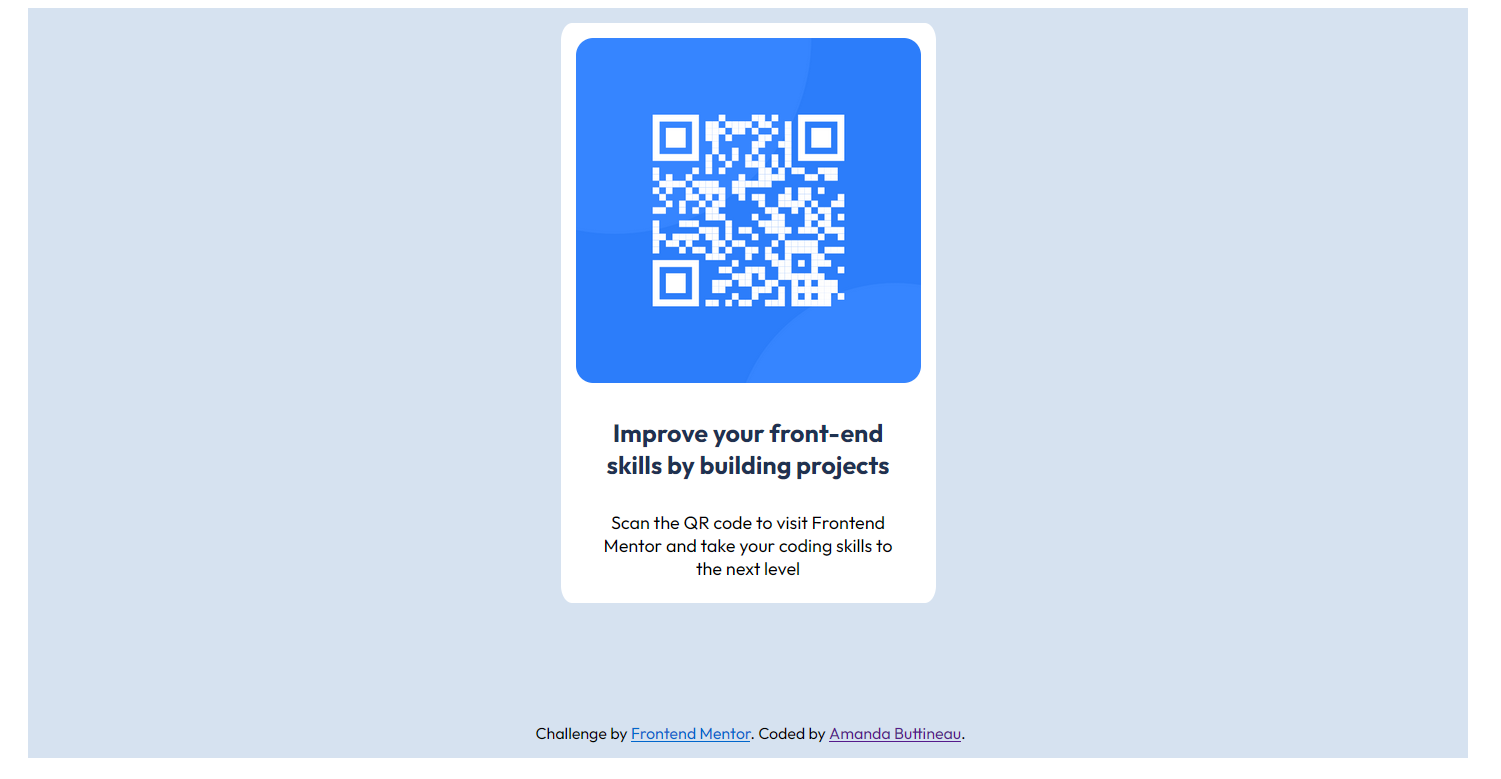 Improve your front-end
skills by building projects
Scan the QR code to visit Frontend
Mentor and take your coding skills to
the next level
Challenge by Frontend Mentor. Coded by Amanda Buttineau.